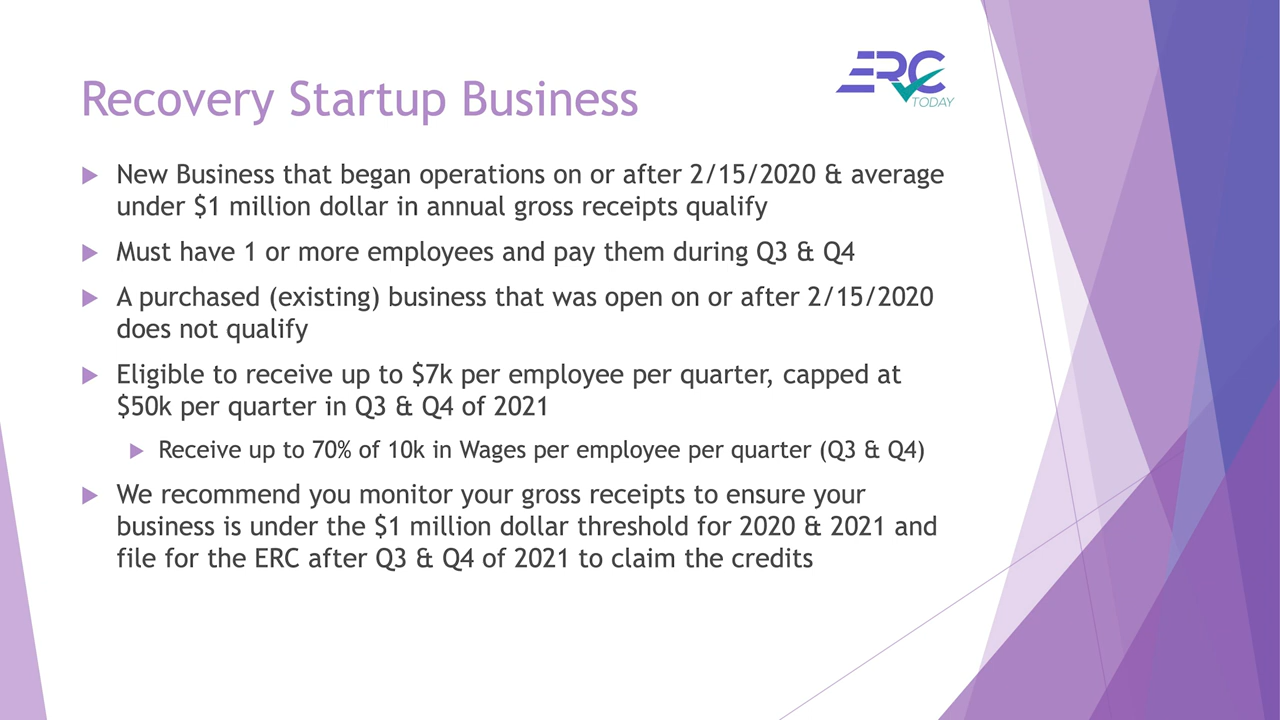 ERC
TODAY
Recovery Startup Business
New Business that began operations on or after 2/15/2020 & average
under $1 million dollar in annual gross receipts qualify
Must have 1 or more employees and pay them during Q3 & Q4
A purchased (existing) business that was open on or after 2/15/2020
does not qualify
Eligible to receive up to $7k per employee per quarter, capped at
$50k per quarter in Q3 & Q4 of 2021
Receive up to 70% of 10k in Wages per employee per quarter (Q3 & Q4)
We recommend you monitor your gross receipts to ensure your
business is under the $1 million dollar threshold for 2020 & 2021 and
file for the ERC after Q3 & Q4 of 2021 to claim the credits